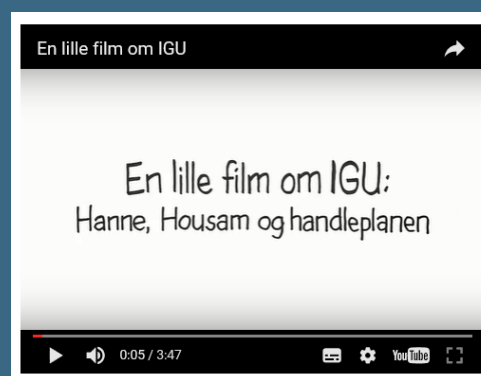 En lille film om IGU
En lille film om IGU:
Hanne, Housam og handleplanen
0:05 / 3:47
YouTube